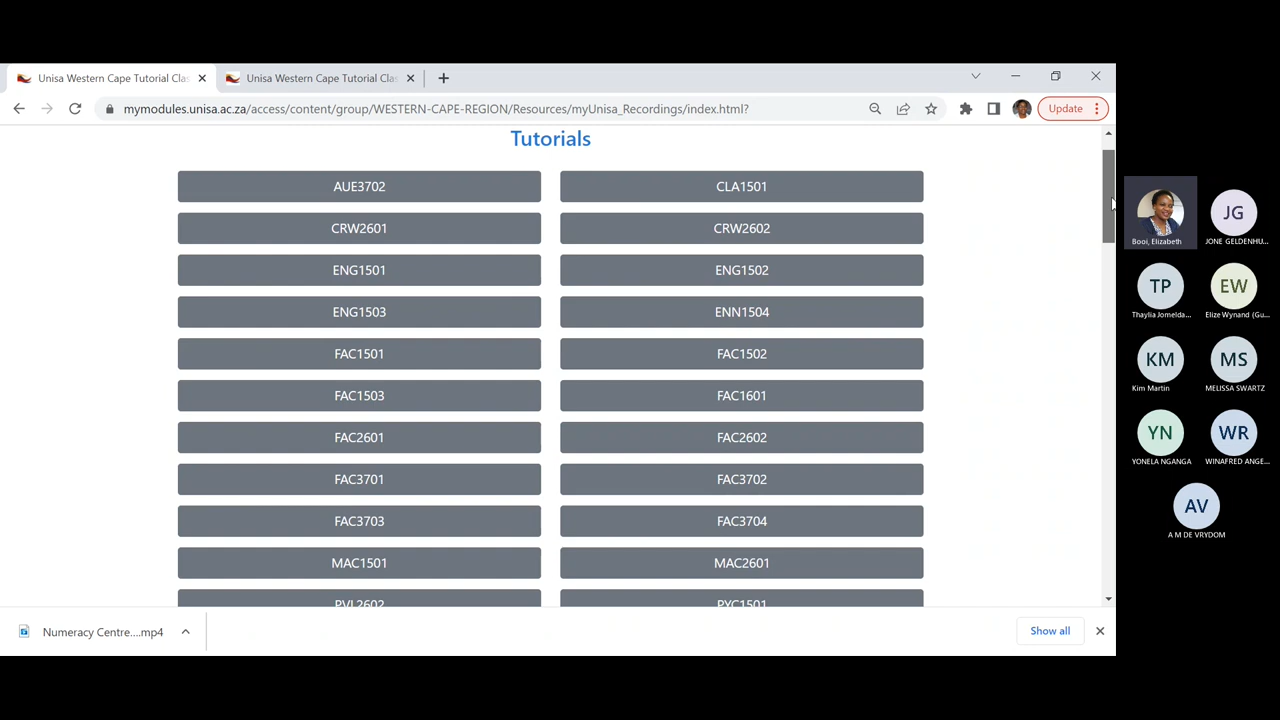 Unisa Western Cape Tutorial Clas
Unisa Western Cape Tutorial Clas
mymodules.unisa.ac.za/access/content/group/WESTERN-CAPE-REGION/Resources/myUnisa_Recordings/index.html?
Update
Tutorials
AUE3702
CLA1501
CRW2601
CRW2602
ENG1501
ENG1502
ENG1503
ENN1504
FAC1501
FAC1502
FAC1503
FAC1601
FAC2601
FAC2602
FAC3701
FAC3702
FAC3703
FAC3704
MAC1501
MAC2601
PVL2602
PYC1501
Numeracy Centre....mp4
Show all
Booi, Elizabeth
JG
JONE GELDENHU...
TP
Thaylia Jomelda...
EW
Elize Wynand (Gu...
KM
Kim Martin
MS
MELISSA SWARTZ
YN
YONELA NGANGA
WR
WINAFRED ANGE...
AV
A M DE VRYDOM